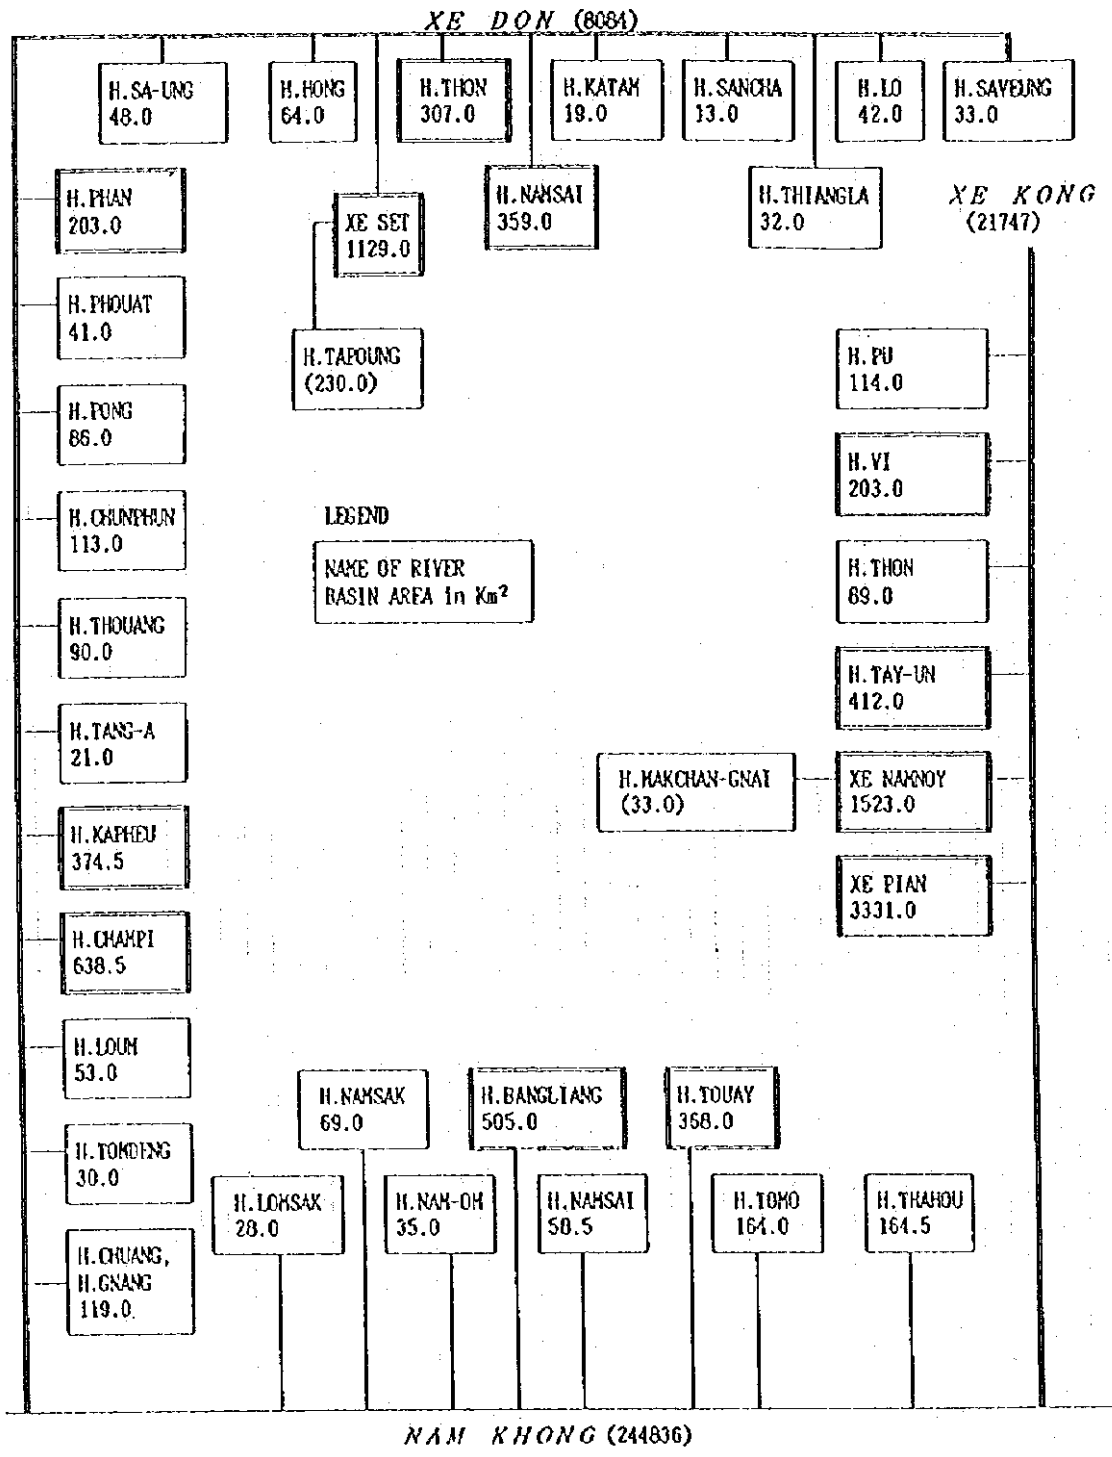 XE DON (8084)
H.SA-UNG
48.0
H.HONG
64.0
H.THON
307.0
H.KATAM
19.0
H.SANCHA
13.0
H.LO
42.0
H.SAVEUNG
33.0
H.PHAN
203.0
XE SET
1129.0
H.NAMSAI
359.0
H.THIANGLA
32.0
XE KONG
(21747)
H.PHOUAT
41.0
H.TAPOUNG
(230.0)
H.PU
114.0
H.PONG
86.0
H.VI
203.0
H.CHUNPHUN
113.0
LEGEND
NAME OF RIVER
BASIN AREA in Km²
H.THON
89.0
H.THOUANG
90.0
H.TAY-UN
412.0
H.TANG-A
21.0
H.MAKCHAN-GNAI
(33.0)
XE NAMNOY
1523.0
H.KAPHEU
374.5
XE PIAN
3331.0
H.CHAMPI
638.5
H.LOUM
53.0
H.NAMSAK
69.0
H.BANGLIANG
505.0
H.TOUAY
368.0
H.TOMDENG
30.0
H.LOMSAK
28.0
H.NAM-OM
35.0
H.NAMSAI
58.5
H.TOMO
164.0
H.THAHOU
164.5
H.CHUANG,
H.GNANG
119.0
NAM KHONG (244836)